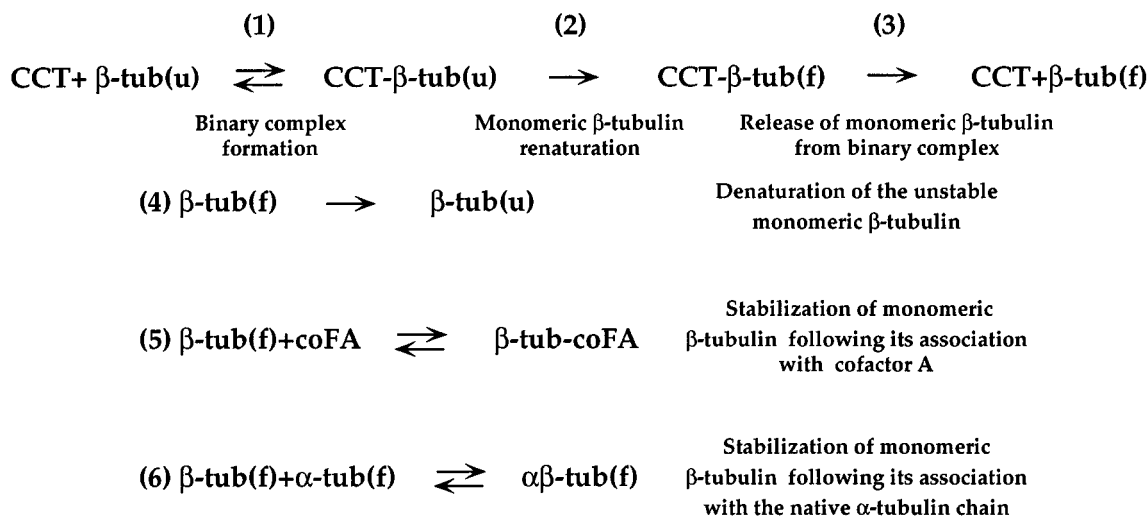 (1) (2) (3)
CCT+ β-tub(u) ⇌ CCT-β-tub(u) → CCT-β-tub(f) → CCT+β-tub(f)
Binary complex Monomeric β-tubulin Release of monomeric β-tubulin
formation renaturation from binary complex
(4) β-tub(f) → β-tub(u) Denaturation of the unstable
monomeric β-tubulin
Stabilization of monomeric
(5) β-tub(f)+coFA ⇌ β-tub-coFA β-tubulin following its association
with cofactor A
Stabilization of monomeric
(6) β-tub(f)+α-tub(f) ⇌ αβ-tub(f) β-tubulin following its association
with the native α-tubulin chain